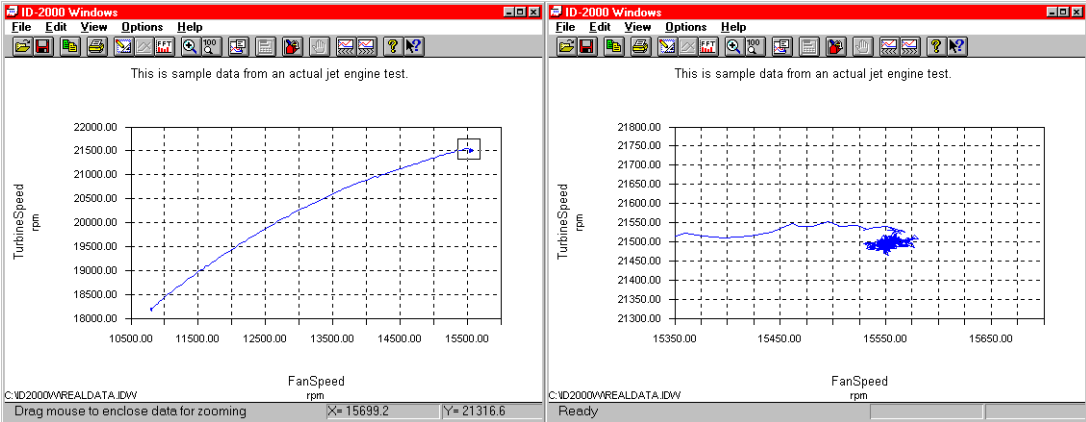 ID-2000 Windows
File Edit View Options Help
FFT 100
This is sample data from an actual jet engine test.
22000.00
21500.00
21000.00
20500.00
20000.00
19500.00
19000.00
18500.00
18000.00
TurbineSpeed
rpm
10500.00 11500.00 12500.00 13500.00 14500.00 15500.00
FanSpeed
C:\ID2000W\REALDATA.IDW rpm
Drag mouse to enclose data for zooming X= 15699.2 Y= 21316.6
ID-2000 Windows
File Edit View Options Help
FFT 100
This is sample data from an actual jet engine test.
21800.00
21750.00
21700.00
21650.00
21600.00
21550.00
21500.00
21450.00
21400.00
21350.00
21300.00
TurbineSpeed
rpm
15350.00 15450.00 15550.00 15650.00
FanSpeed
C:\ID2000W\REALDATA.IDW rpm
Ready